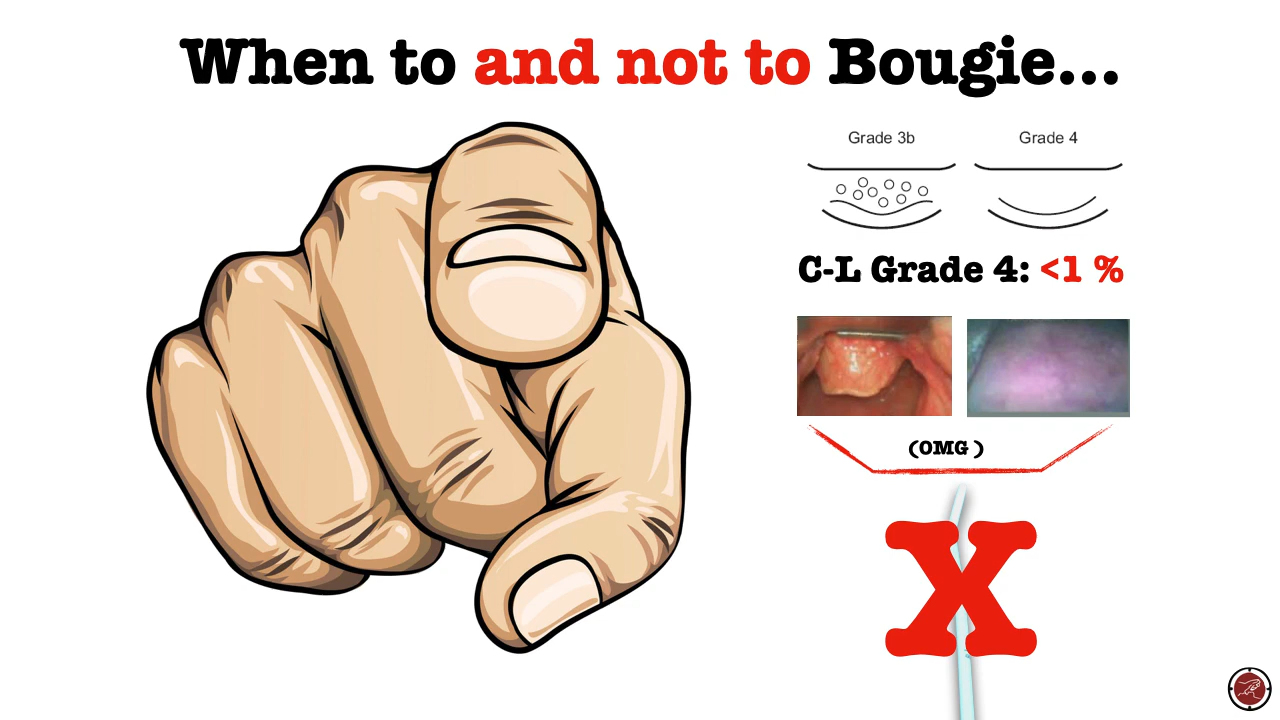 When to and not to Bougie...
Grade 3b Grade 4
C-L Grade 4: <1 %
(OMG )
X